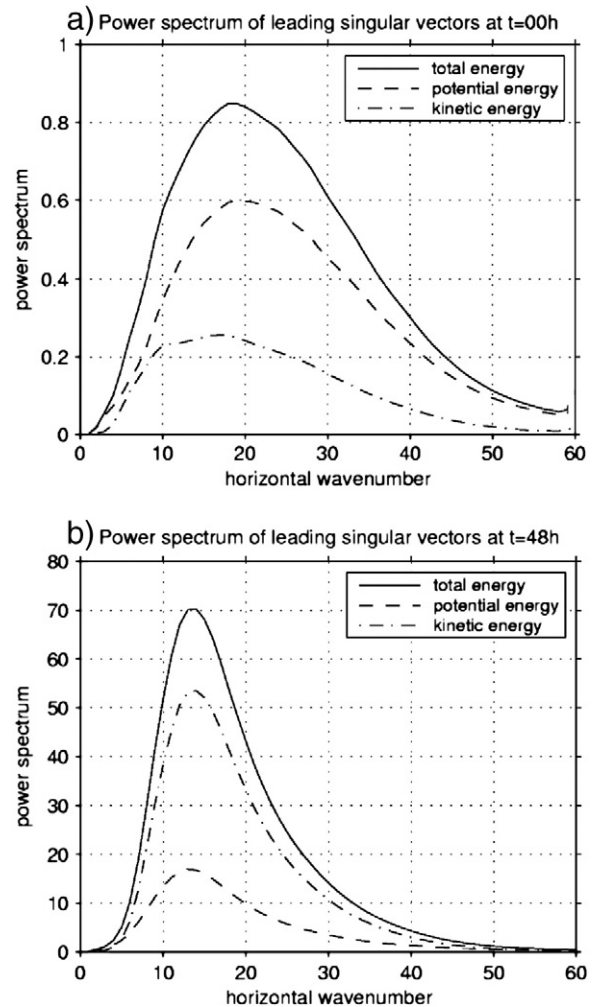 a) Power spectrum of leading singular vectors at t=00h
1
total energy
potential energy
kinetic energy
0.8
0.6
power spectrum
0.4
0.2
0
0 10 20 30 40 50 60
horizontal wavenumber
b) Power spectrum of leading singular vectors at t=48h
80
total energy
potential energy
kinetic energy
70
60
50
power spectrum
40
30
20
10
0
0 10 20 30 40 50 60
horizontal wavenumber